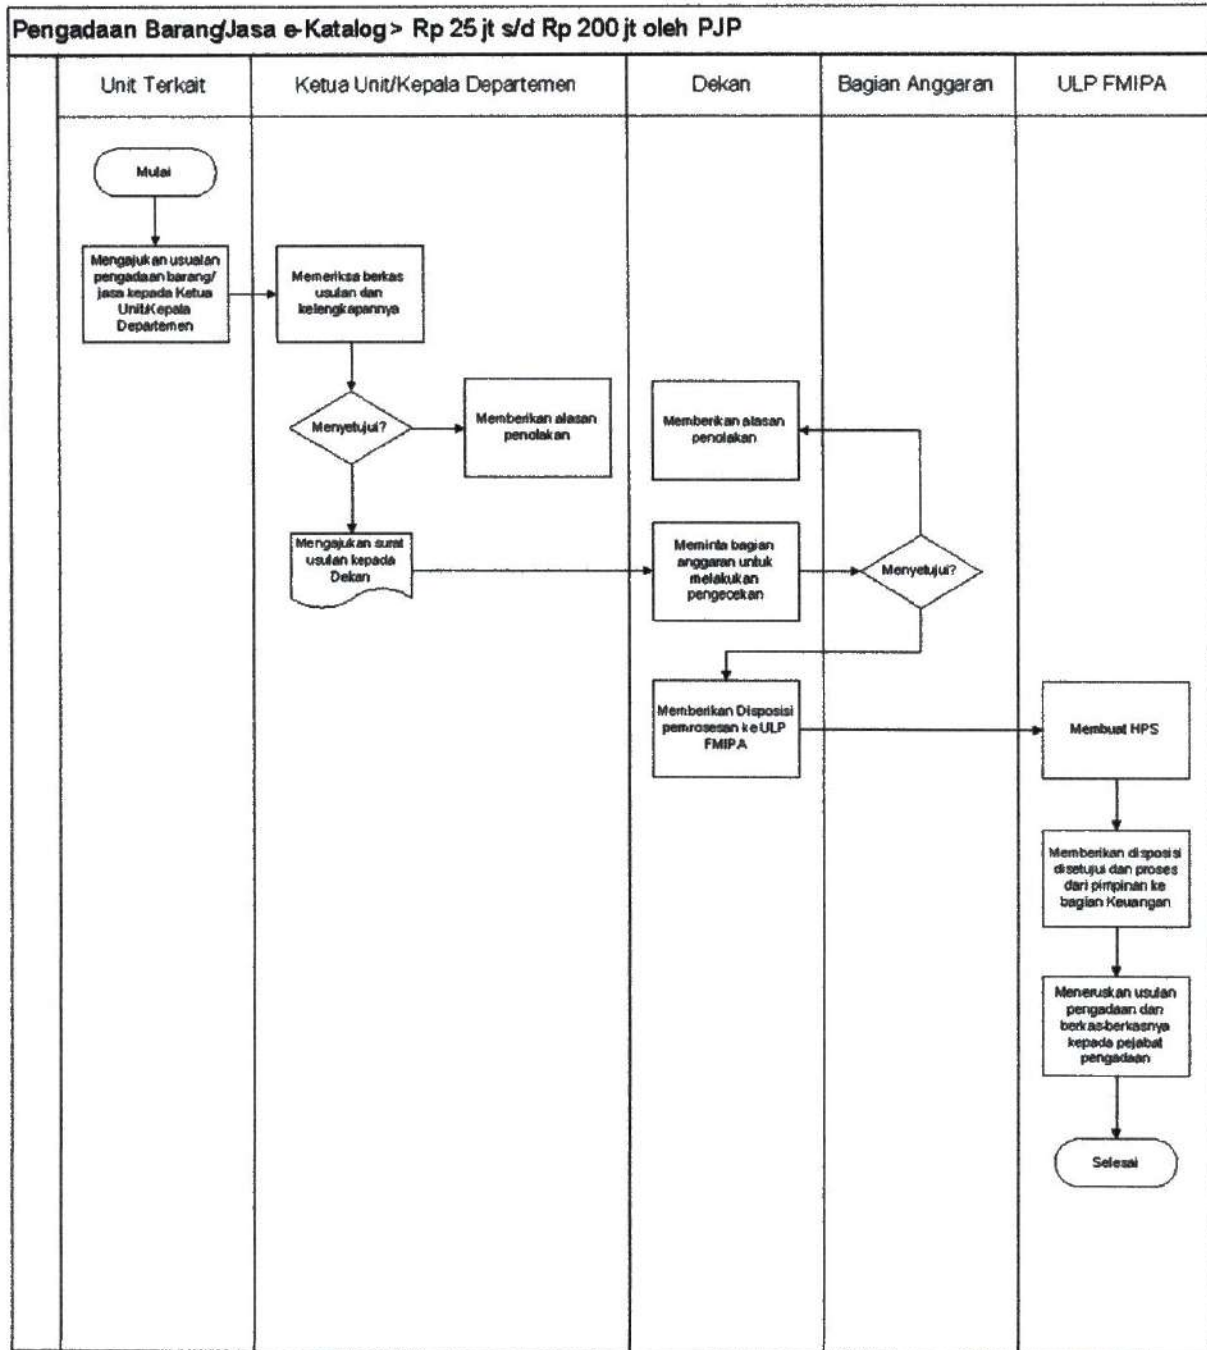 Pengadaan Barang/Jasa e-Katalog > Rp 25 jt s/d Rp 200 jt oleh PJP
Unit Terkait
Ketua Unit/Kepala Departemen
Dekan
Bagian Anggaran
ULP FMIPA
Mulai
Mengajukan usualan
pengadaan barang/
jasa kepada Ketua
Unit/Kepala
Departemen
Memeriksa berkas
usulan dan
kelengkapannya
Menyetujui?
Memberikan alasan
penolakan
Memberikan alasan
penolakan
Mengajukan surat
usulan kepada
Dekan
Meminta bagian
anggaran untuk
melakukan
pengecekan
Menyetujui?
Memberikan Disposisi
pemrosesan ke ULP
FMIPA
Membuat HPS
Memberikan disposisi
disetujui dan proses
dari pimpinan ke
bagian Keuangan
Meneruskan usulan
pengadaan dan
berkas-berkasnya
kepada pejabat
pengadaan
Selesai